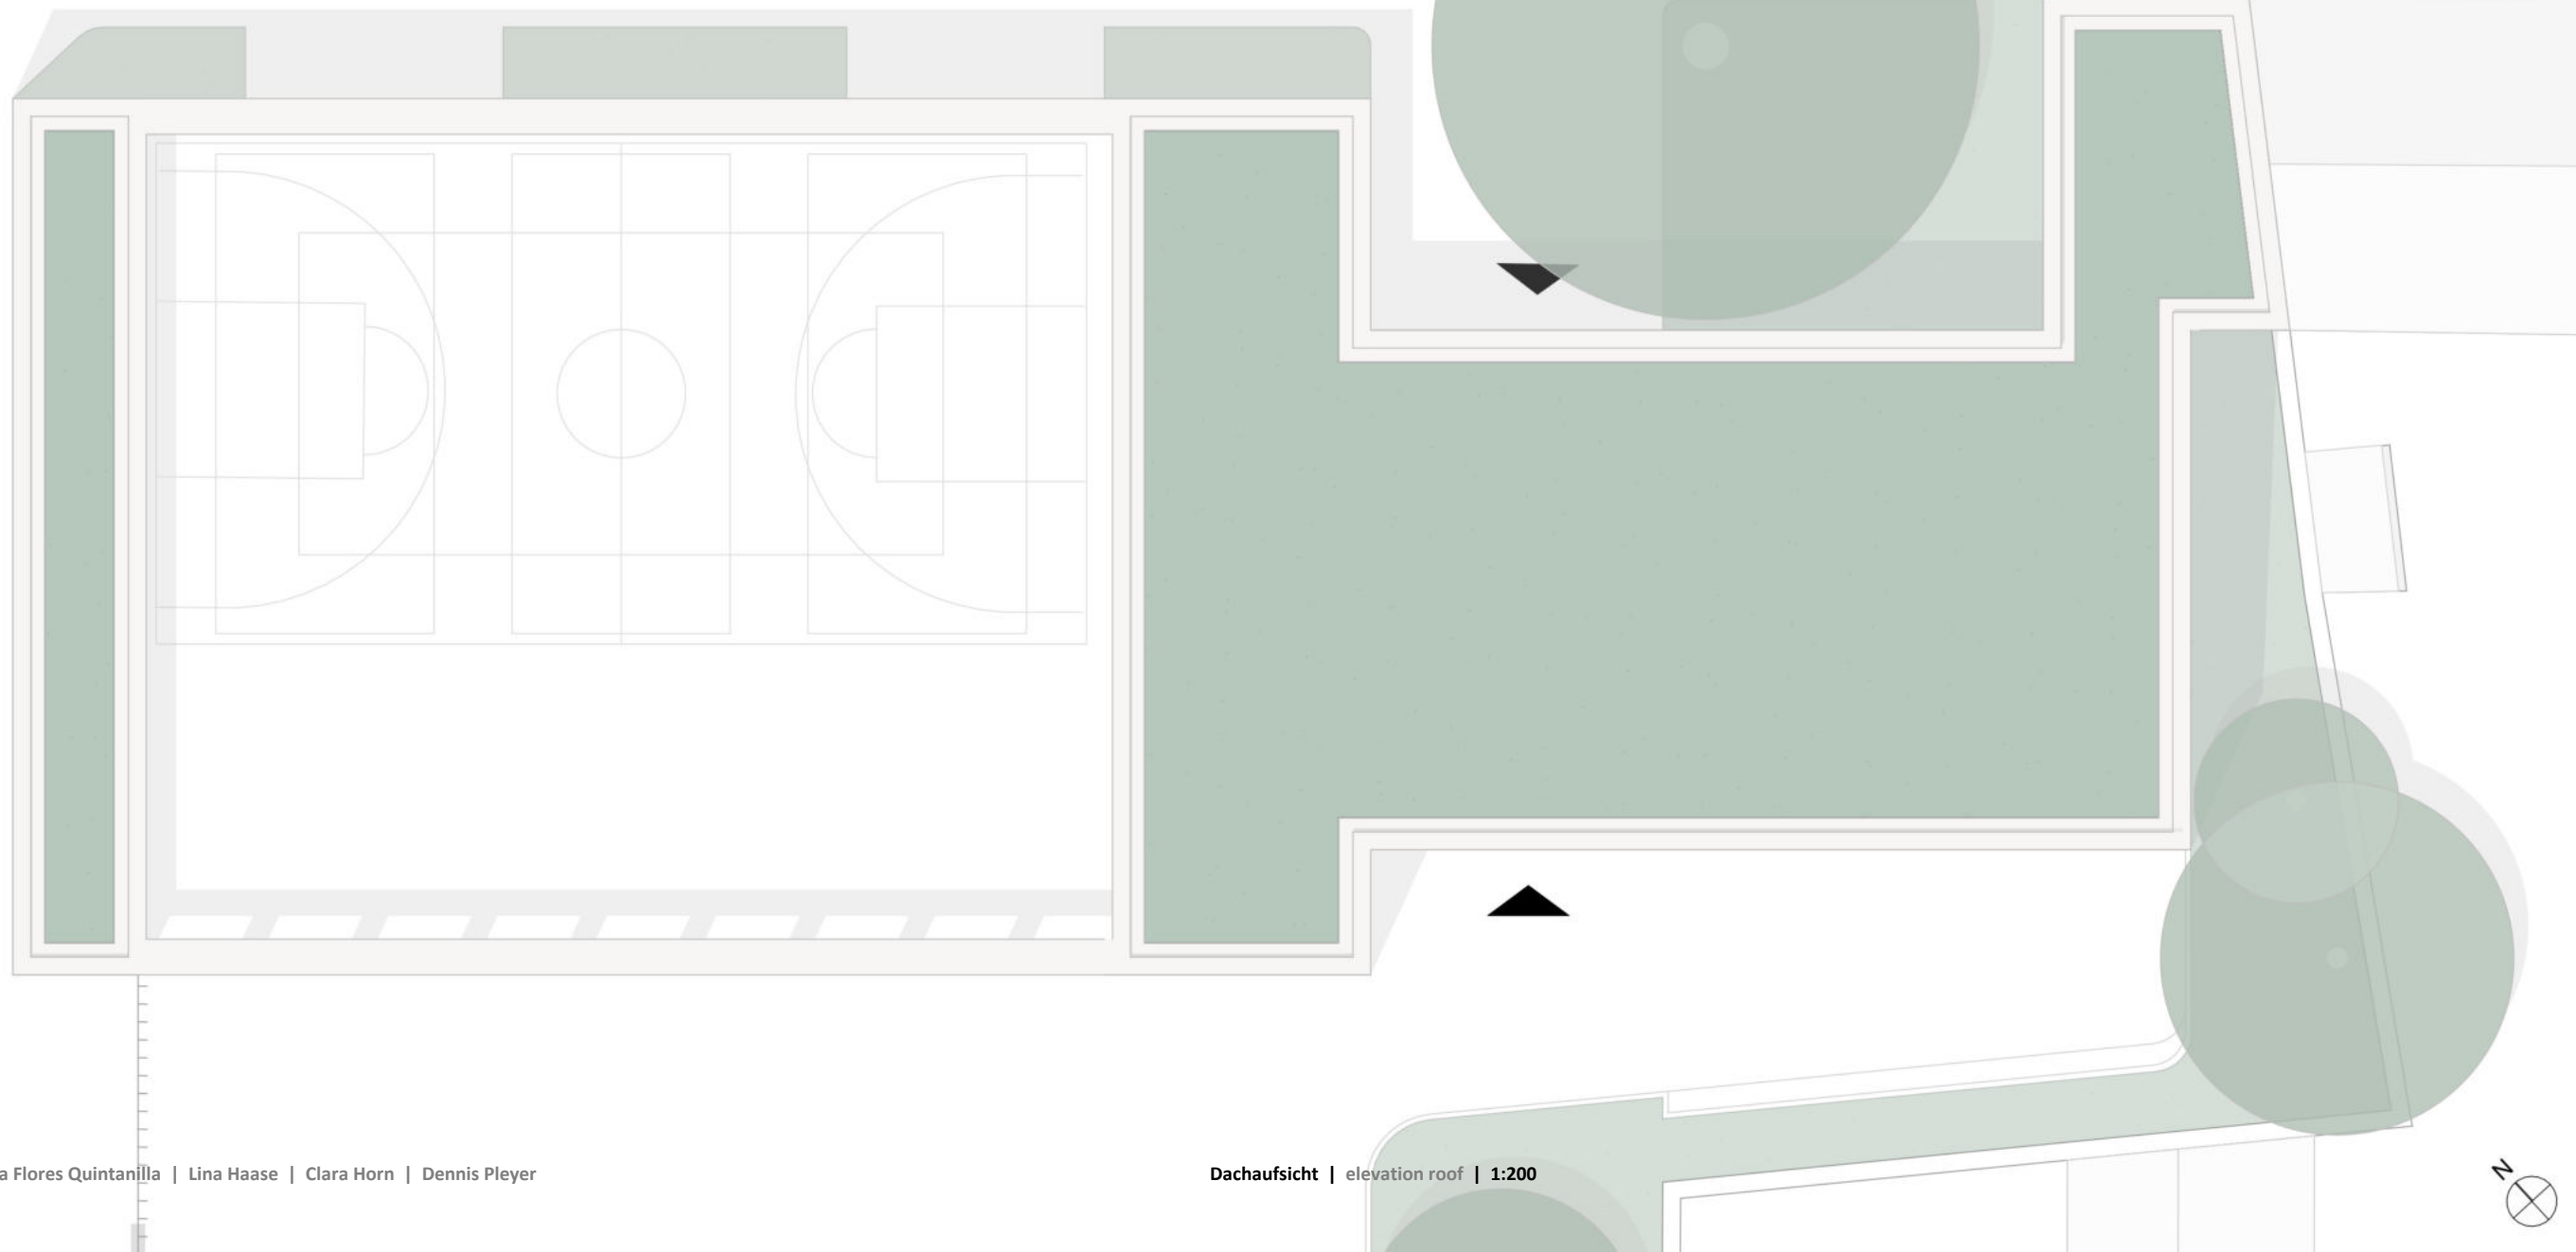 a Flores Quintanilla | Lina Haase | Clara Horn | Dennis Pleyer
Dachaufsicht | elevation roof | 1:200
N